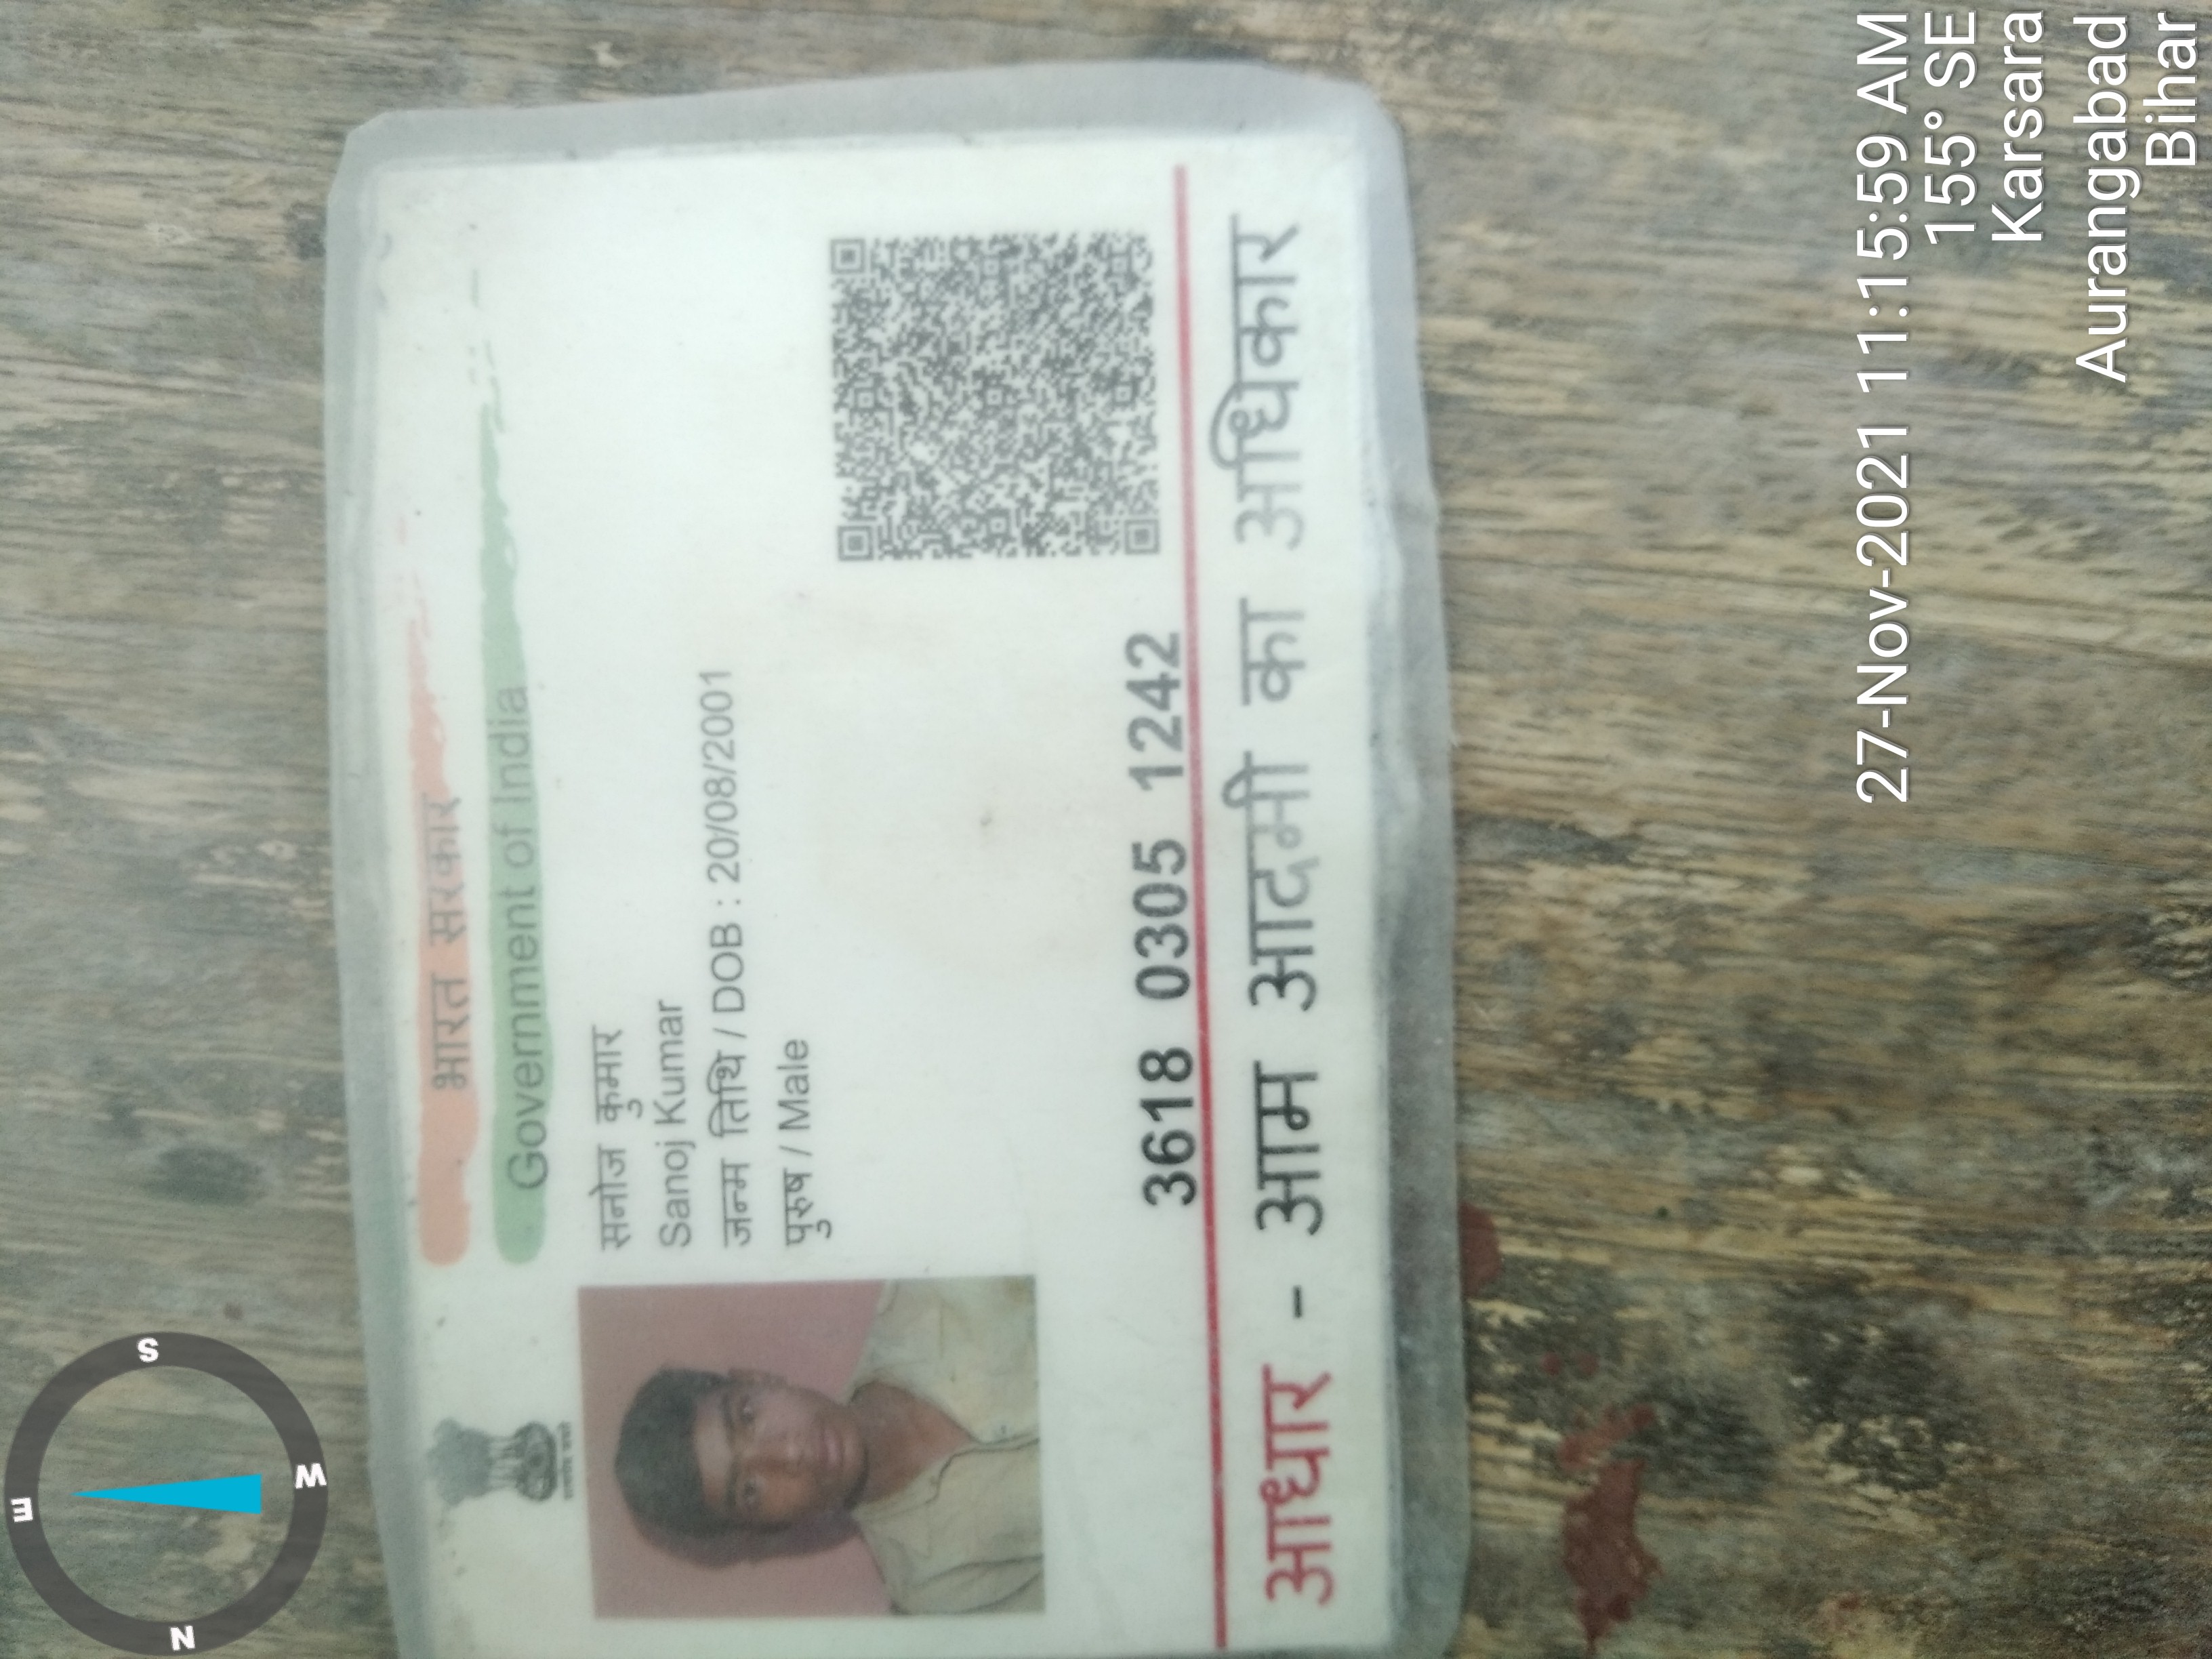 E
S
N
W
भारत सरकार
Government of India
सनोज कुमार
Sanoj Kumar
जन्म तिथि / DOB : 20/08/2001
पुरुष / Male
3618 0305 1242
आधार - आम आदमी का अधिकार
27-Nov-2021 11:15:59 AM
155° SE
Karsara
Aurangabad
Bihar